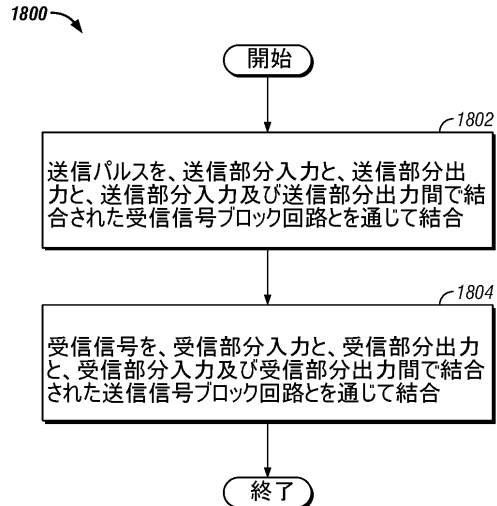 1800
開始
1802
送信パルスを、送信部分入力と、送信部分出
力と、送信部分入力及び送信部分出力間で結
合された受信信号ブロック回路とを通じて結合
1804
受信信号を、受信部分入力と、受信部分出力
と、受信部分入力及び受信部分出力間で結合
された送信信号ブロック回路とを通じて結合
終了